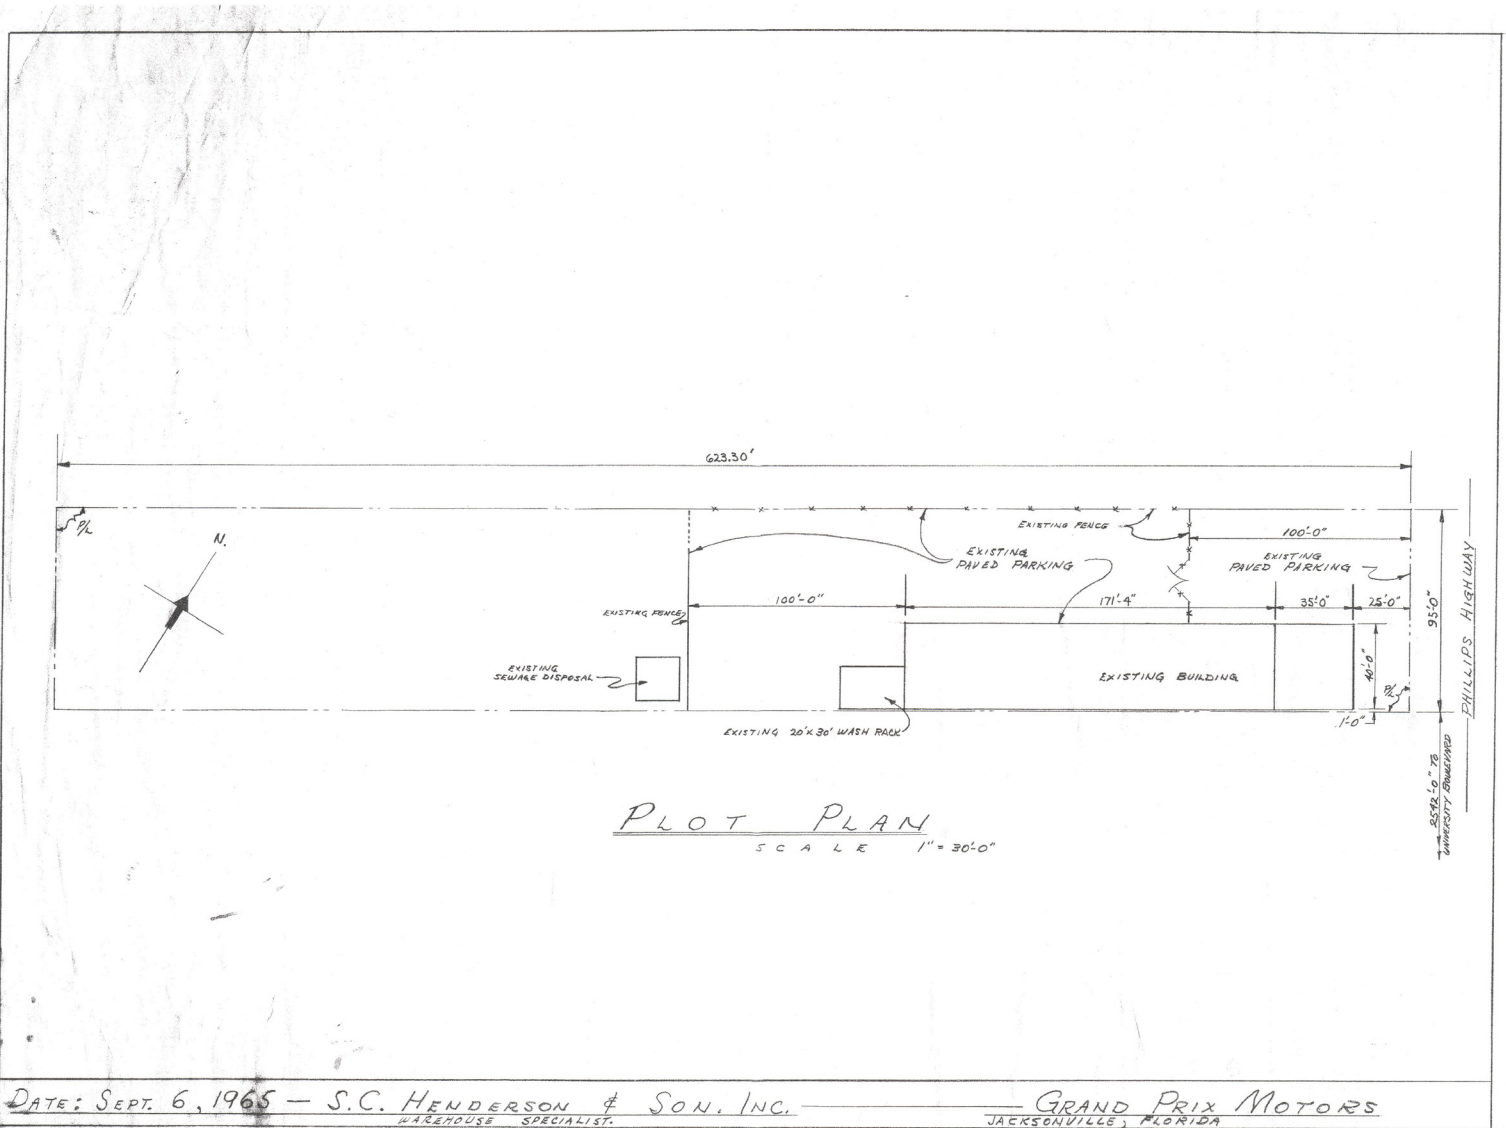 623.30'
P/L
N.
EXISTING FENCE
100'-0"
EXISTING
PAVED PARKING
EXISTING
PAVED PARKING
100'-0"
171'-4"
35'-0"
25'-0"
95'-0"
PHILLIPS HIGHWAY
EXISTING FENCE
EXISTING
SEWAGE DISPOSAL
EXISTING BUILDING
40'-0"
P/L
1'-0"
EXISTING 20'X30' WASH RACK
2542'-0" TO
UNIVERSITY BOULEVARD
PLOT PLAN
SCALE 1" = 30'-0"
DATE: SEPT. 6, 1965 — S.C. HENDERSON & SON. INC. — GRAND PRIX MOTORS
WAREHOUSE SPECIALIST. JACKSONVILLE, FLORIDA